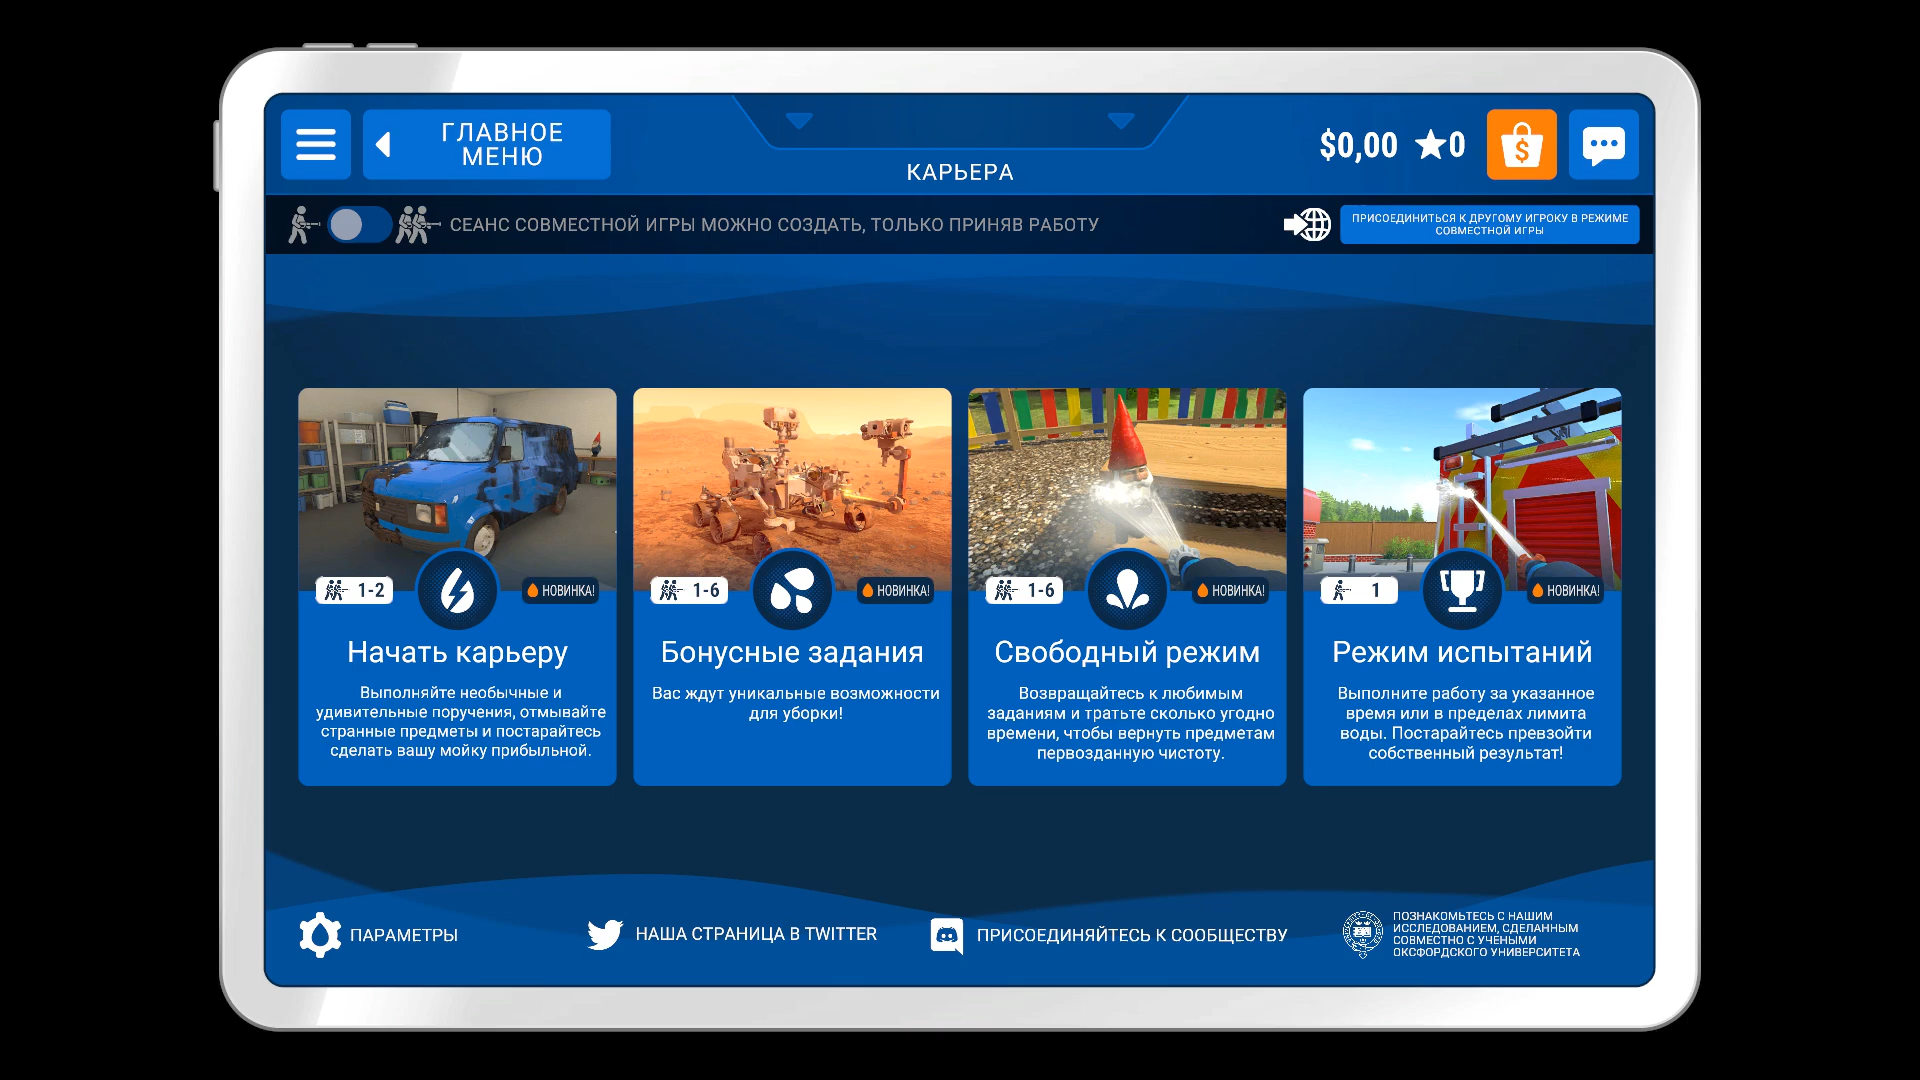 ГЛАВНОЕ
МЕНЮ
КАРЬЕРА
$0,00 ★0
СЕАНС СОВМЕСТНОЙ ИГРЫ МОЖНО СОЗДАТЬ, ТОЛЬКО ПРИНЯВ РАБОТУ
ПРИСОЕДИНИТЬСЯ К ДРУГОМУ ИГРОКУ В РЕЖИМЕ
СОВМЕСТНОЙ ИГРЫ
1-2
НОВИНКА!
Начать карьеру
Выполняйте необычные и
удивительные поручения, отмывайте
странные предметы и постарайтесь
сделать вашу мойку прибыльной.
1-6
НОВИНКА!
Бонусные задания
Вас ждут уникальные возможности
для уборки!
1-6
НОВИНКА!
Свободный режим
Возвращайтесь к любимым
заданиям и тратьте сколько угодно
времени, чтобы вернуть предметам
первозданную чистоту.
1
НОВИНКА!
Режим испытаний
Выполните работу за указанное
время или в пределах лимита
воды. Постарайтесь превзойти
собственный результат!
ПАРАМЕТРЫ
НАША СТРАНИЦА В TWITTER
ПРИСОЕДИНЯЙТЕСЬ К СООБЩЕСТВУ
ПОЗНАКОМЬТЕСЬ С НАШИМ
ИССЛЕДОВАНИЕМ, СДЕЛАННЫМ
СОВМЕСТНО С УЧЕНЫМИ
ОКСФОРДСКОГО УНИВЕРСИТЕТА